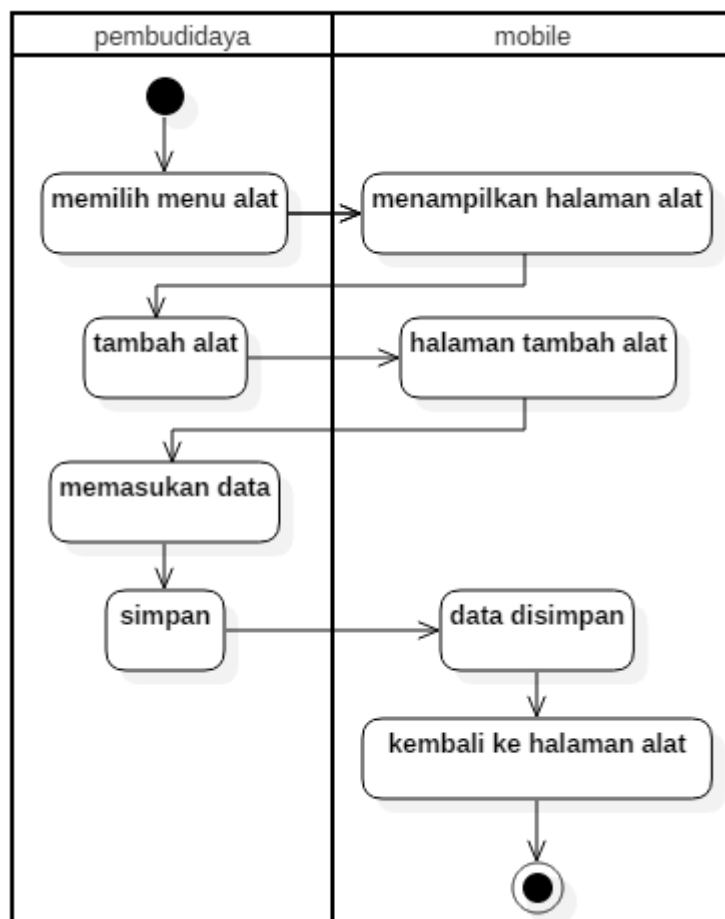 pembudidaya
mobile
memilih menu alat
menampilkan halaman alat
tambah alat
halaman tambah alat
memasukan data
simpan
data disimpan
kembali ke halaman alat